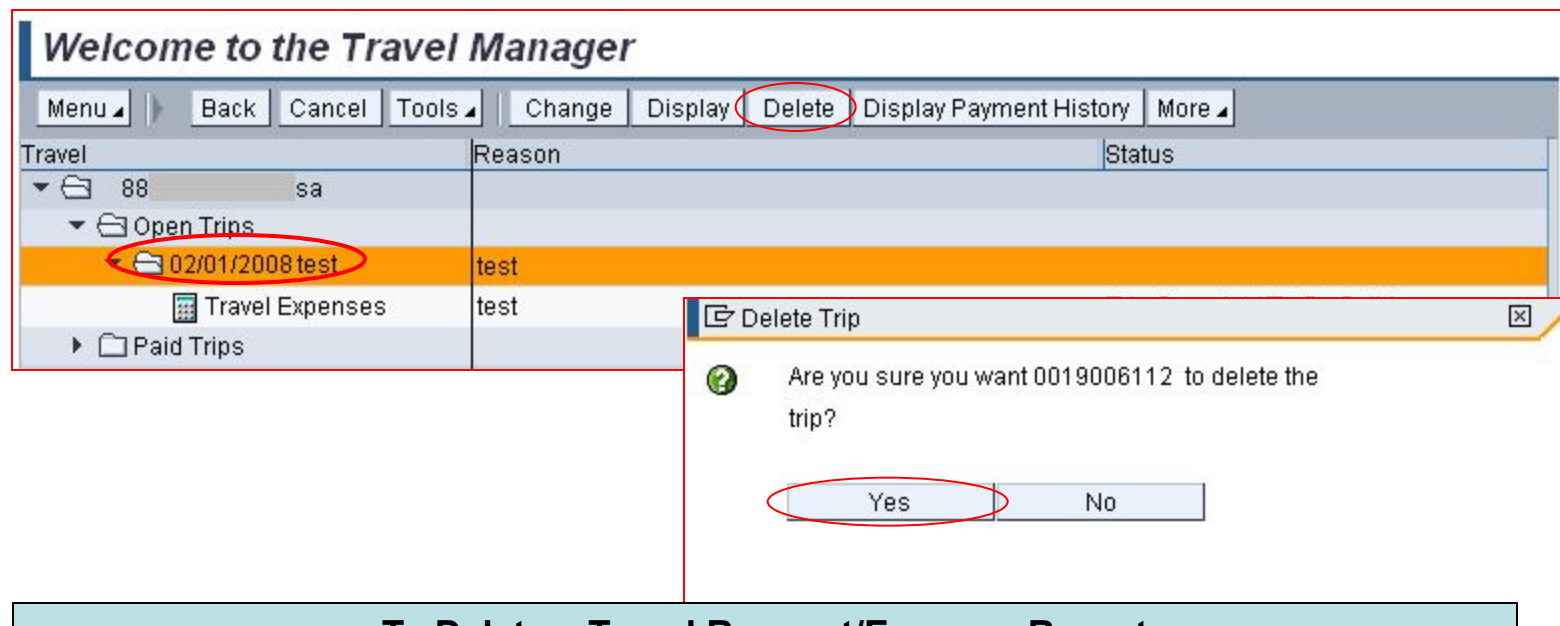 Welcome to the Travel Manager
Menu Back Cancel Tools Change Display Delete Display Payment History More
Travel Reason Status
88 sa
Open Trips
02/01/2008 test test
Travel Expenses test
Paid Trips
Delete Trip
Are you sure you want 0019006112 to delete the
trip?
Yes No